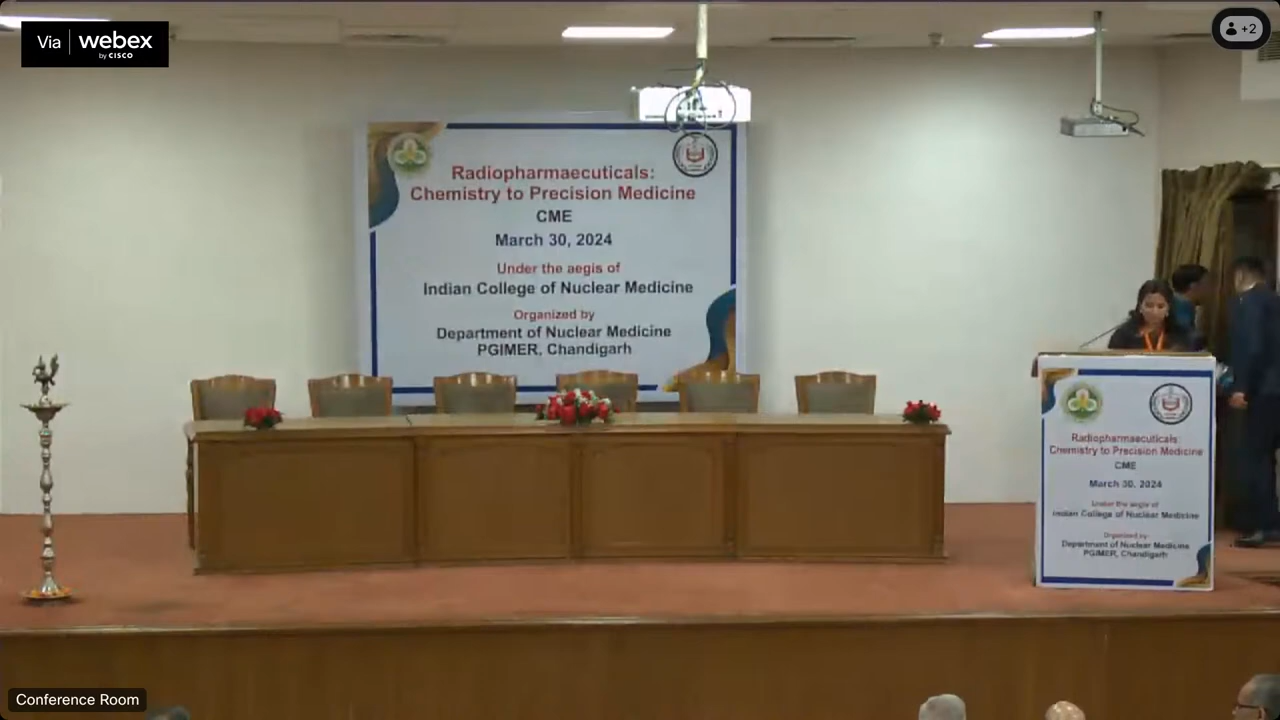 Via webex
by CISCO
+2
Radiopharmaecuticals:
Chemistry to Precision Medicine
CME
March 30, 2024
Under the aegis of
Indian College of Nuclear Medicine
Organized by
Department of Nuclear Medicine
PGIMER, Chandigarh
Radiopharmaecuticals:
Chemistry to Precision Medicine
CME
March 30, 2024
Under the aegis of
Indian College of Nuclear Medicine
Organized by
Department of Nuclear Medicine
PGIMER, Chandigarh
Conference Room